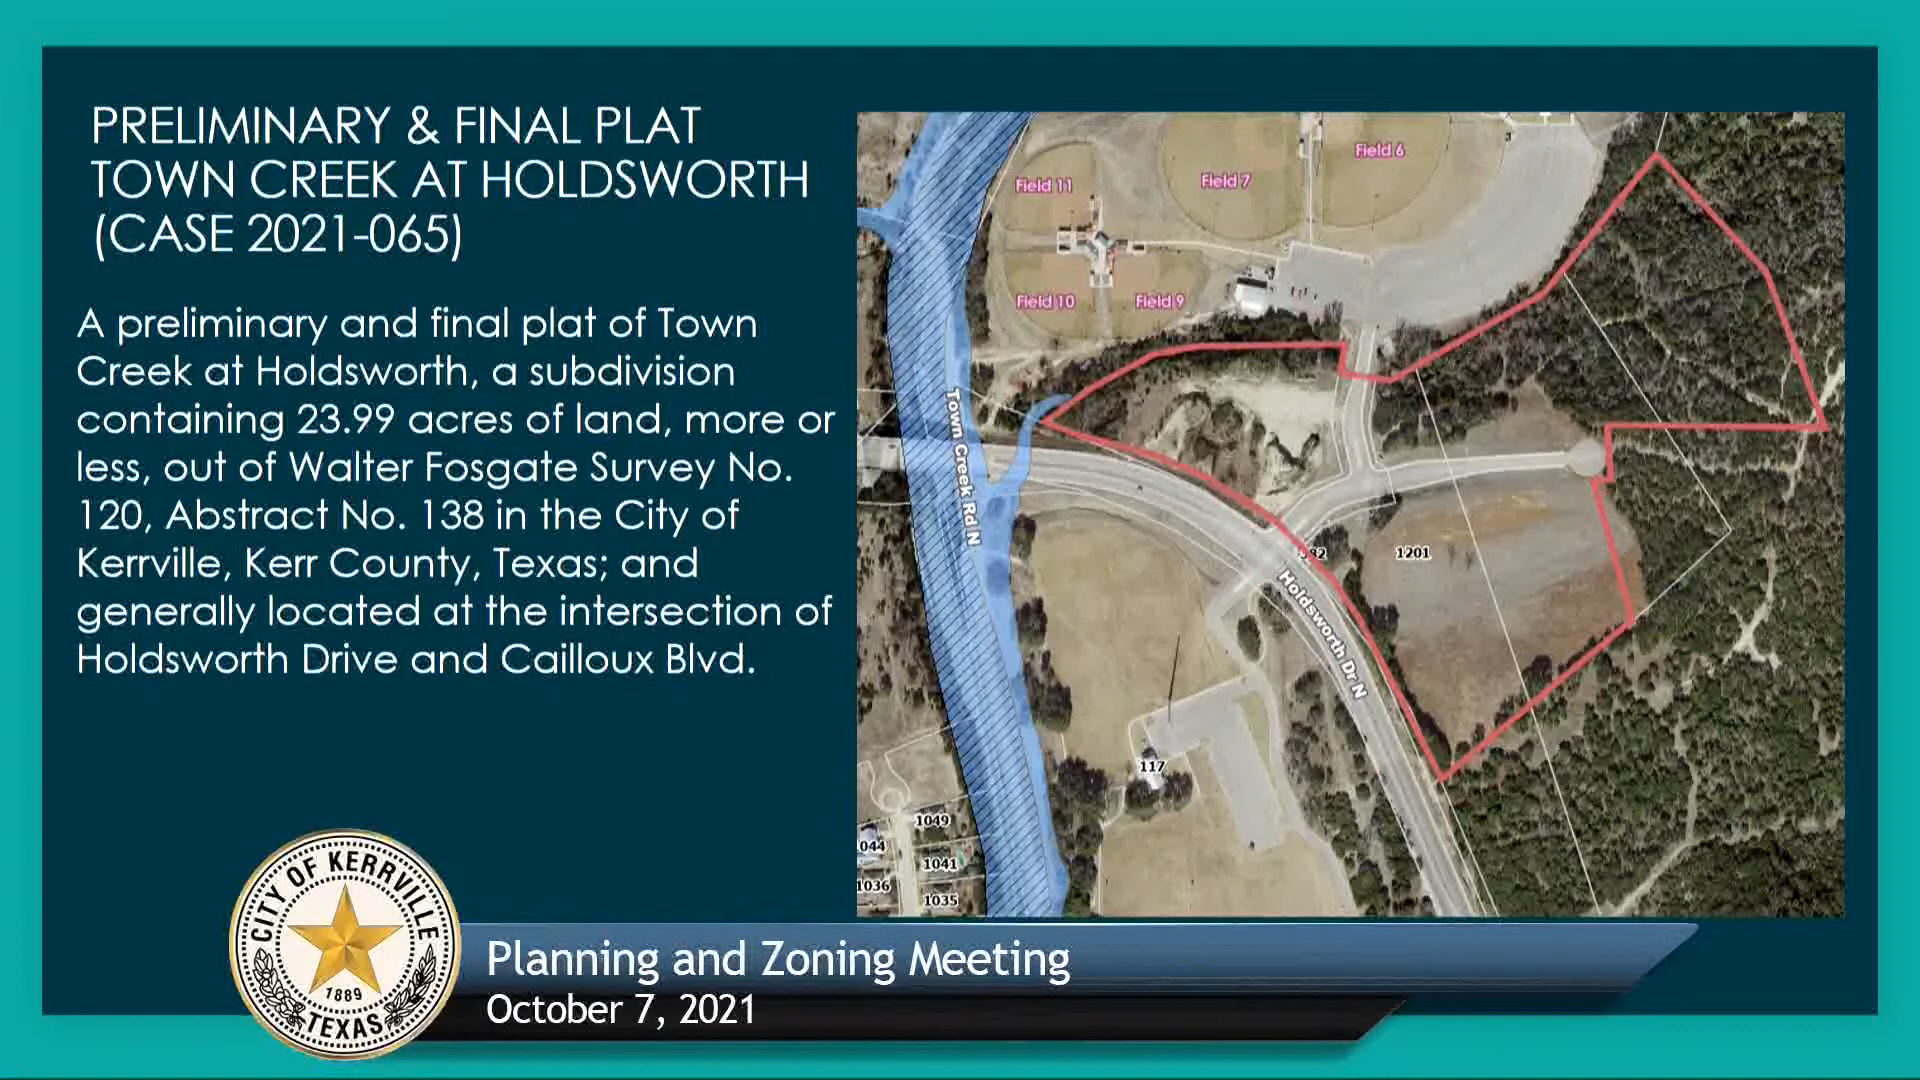 PRELIMINARY & FINAL PLAT
TOWN CREEK AT HOLDSWORTH
(CASE 2021-065)
A preliminary and final plat of Town
Creek at Holdsworth, a subdivision
containing 23.99 acres of land, more or
less, out of Walter Fosgate Survey No.
120, Abstract No. 138 in the City of
Kerrville, Kerr County, Texas; and
generally located at the intersection of
Holdsworth Drive and Cailloux Blvd.
3
Field 6
Field 7
Field 11
Field 10
Field 9
Town Creek Rd N
1201
Holdsworth Dr N
117
1049
1044
1041
1036
1035
CITY OF KERRVILLE
1889
TEXAS
Planning and Zoning Meeting
October 7, 2021